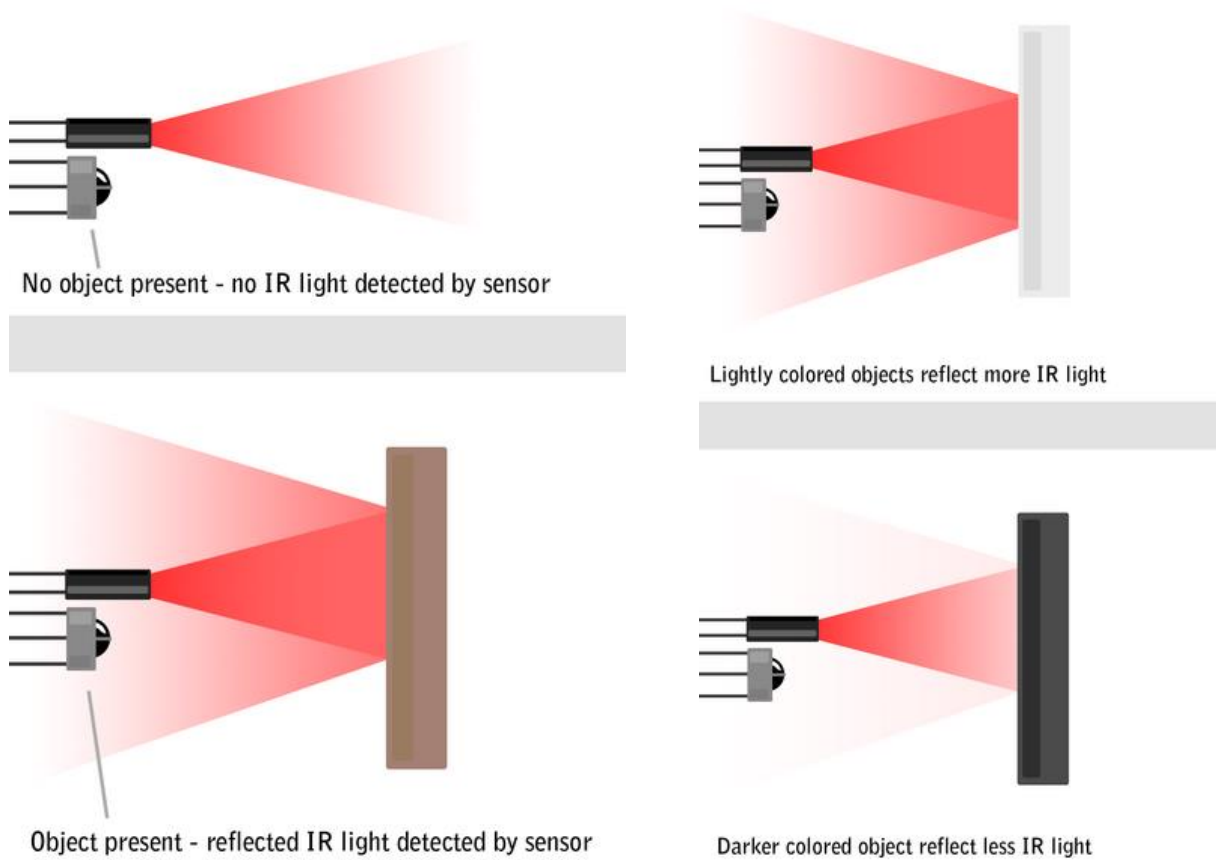 No object present - no IR light detected by sensor
Object present - reflected IR light detected by sensor
Lightly colored objects reflect more IR light
Darker colored object reflect less IR light